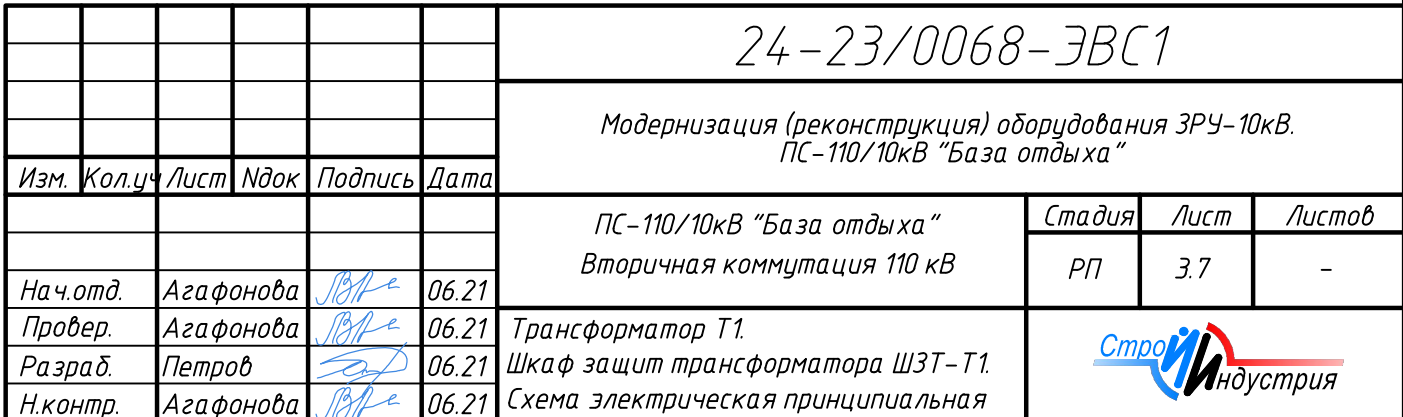 24-23/0068-ЭВС1
Модернизация (реконструкция) оборудования ЗРУ-10кВ.
ПС-110/10кВ "База отдыха"
Изм. Кол.уч Лист Nдок Подпись Дата
ПС-110/10кВ "База отдыха"
Вторичная коммутация 110 кВ
Стадия Лист Листов
РП 3.7 -
Нач.отд. Агафонова 06.21
Провер. Агафонова 06.21
Разраб. Петров 06.21
Н.контр. Агафонова 06.21
Трансформатор Т1.
Шкаф защит трансформатора ШЗТ-Т1.
Схема электрическая принципиальная
СтройИндустрия